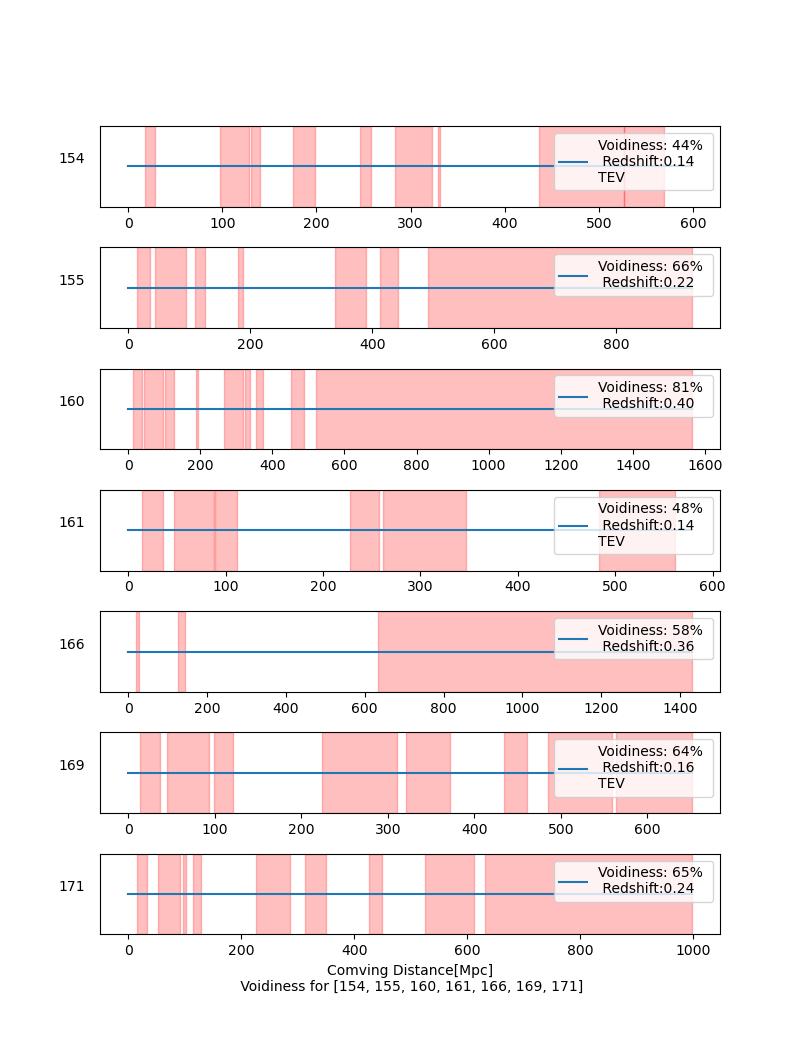 Voidiness: 44%
154
Redshift:0.14
TEV
0 100 200 300 400 500 600
Voidiness: 66%
155
Redshift:0.22
0 200 400 600 800
Voidiness: 81%
160
Redshift:0.40
0 200 400 600 800 1000 1200 1400 1600
Voidiness: 48%
161
Redshift:0.14
TEV
0 100 200 300 400 500 600
Voidiness: 58%
166
Redshift:0.36
0 200 400 600 800 1000 1200 1400
Voidiness: 64%
169
Redshift:0.16
TEV
0 100 200 300 400 500 600
Voidiness: 65%
171
Redshift:0.24
0 200 400 600 800 1000
Comving Distance[Mpc]
Voidiness for [154, 155, 160, 161, 166, 169, 171]